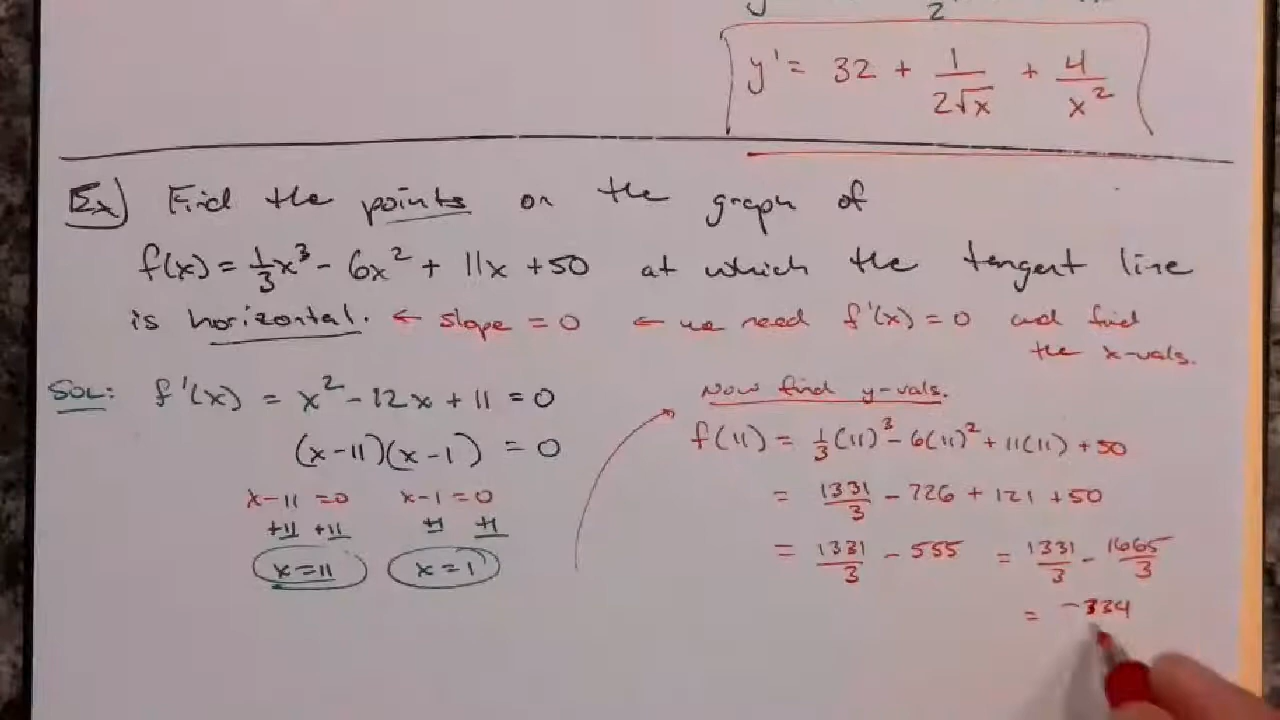 y' = 32 + 1/(2√x) + 4/x²
Ex) Find the points on the graph of
f(x) = 1/3 x³ - 6x² + 11x + 50 at which the tangent line
is horizontal. ← slope = 0 ← we need f'(x) = 0 and find
the x-vals.
SOL: f'(x) = x² - 12x + 11 = 0
(x-11)(x-1) = 0
x-11 =0 x-1 =0
+11 +11 +1 +1
x=11 x=1
Now find y-vals.
f(11) = 1/3 (11)³ - 6(11)² + 11(11) + 50
= 1331/3 - 726 + 121 + 50
= 1331/3 - 555 = 1331/3 - 1665/3
= -334